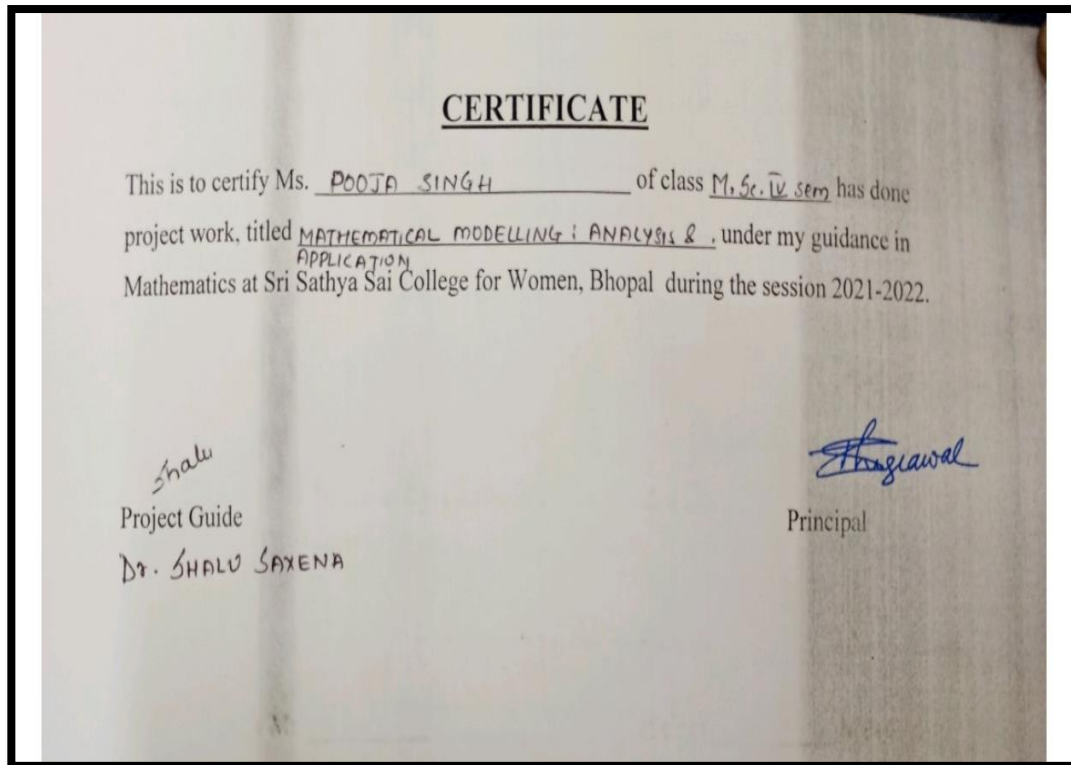 CERTIFICATE
This is to certify Ms. POOJA SINGH of class M.Sc. IV sem has done
project work, titled MATHEMATICAL MODELLING : ANALYSIS & . under my guidance in
APPLICATION
Mathematics at Sri Sathya Sai College for Women, Bhopal during the session 2021-2022.
Shalu
Project Guide
Principal
Dr. SHALU SAXENA